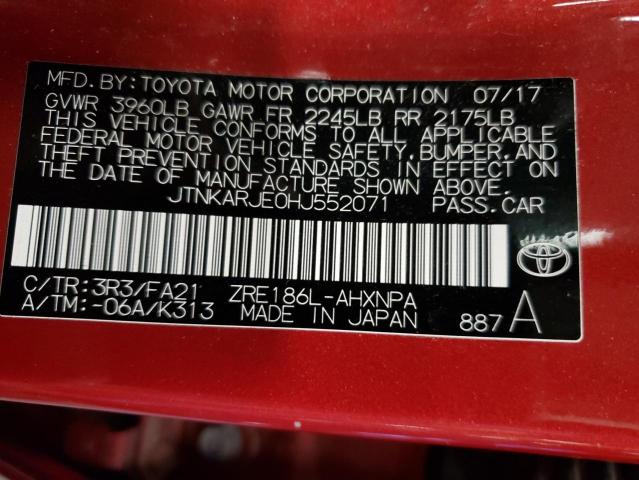 MFD. BY: TOYOTA MOTOR CORPORATION 07/17
GVWR 3960LB GAWR FR 2245LB RR 2175LB
THIS VEHICLE CONFORMS TO ALL APPLICABLE
FEDERAL MOTOR VEHICLE SAFETY, BUMPER, AND
THEFT PREVENTION STANDARDS IN EFFECT ON
THE DATE OF MANUFACTURE SHOWN ABOVE.
JTNKARJE0HJ552071 PASS. CAR
C/TR: 3R3/FA21 ZRE186L-AHXNPA
A/TM: -06A/K313 MADE IN JAPAN 887 A